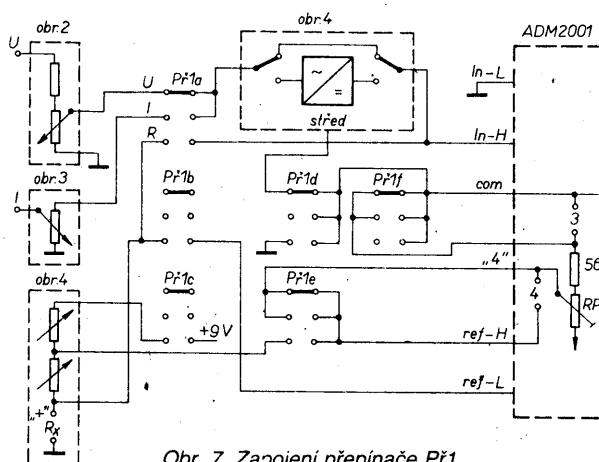 obr.2
obr.4
ADM2001
U
U
Př1a
I
R
~
=
střed
In-L
In-H
obr.3
I
Př1b
Př1d
Př1f
com
3
56
RP
obr.4
Př1c
+9V
Př1e
„4"
4
ref-H
ref-L
„+"
Rx
Obr. 7. Zapojení přepínače Př1